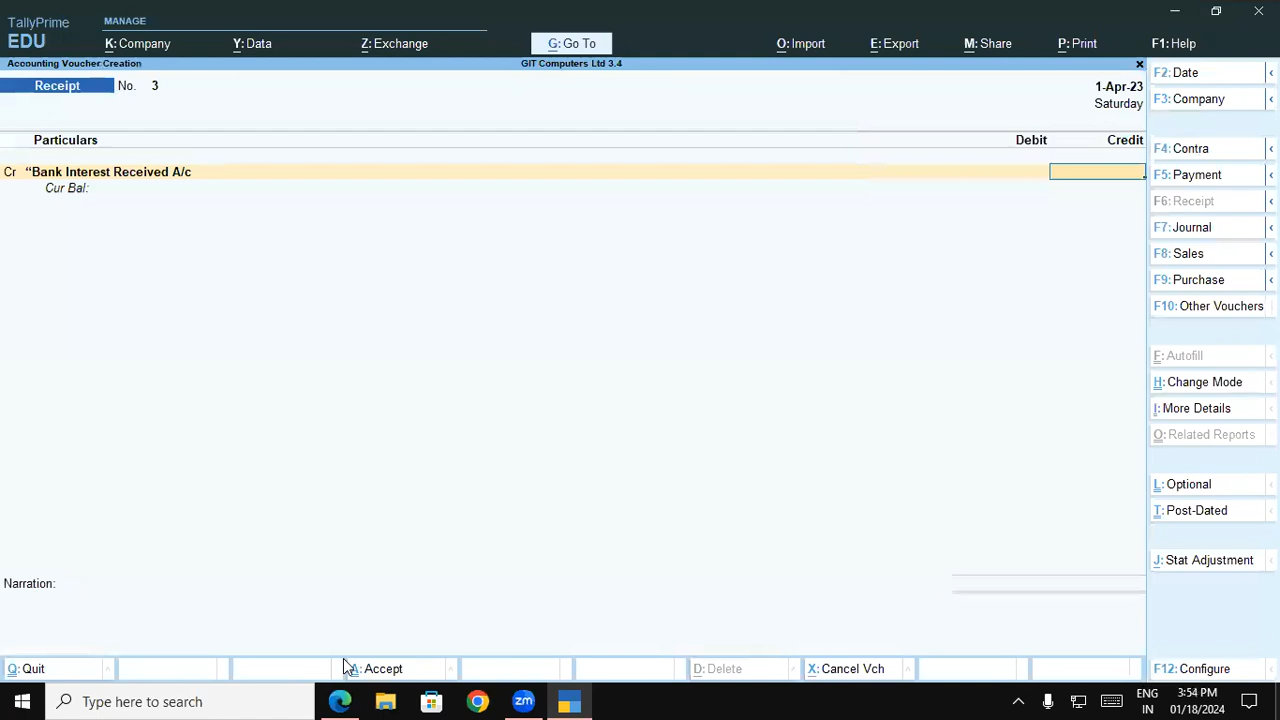 TallyPrime
EDU
MANAGE
K: Company
Y: Data
Z: Exchange
G: Go To
O: Import
E: Export
M: Share
P: Print
F1: Help
Accounting Voucher Creation
GIT Computers Ltd 3.4
Receipt No. 3
1-Apr-23
Saturday
Particulars Debit Credit
Cr “Bank Interest Received A/c
Cur Bal:
Narration:
F2: Date
F3: Company
F4: Contra
F5: Payment
F6: Receipt
F7: Journal
F8: Sales
F9: Purchase
F10: Other Vouchers
F: Autofill
H: Change Mode
I: More Details
O: Related Reports
L: Optional
T: Post-Dated
J: Stat Adjustment
Q: Quit
A: Accept
D: Delete
X: Cancel Vch
F12: Configure
Type here to search
zm
ENG
IN
3:54 PM
01/18/2024